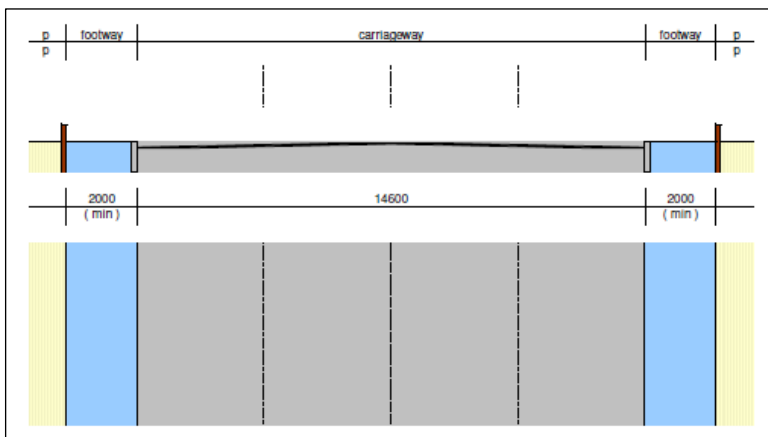 p footway carriageway footway p
p p
2000 14600 2000
( min ) ( min )